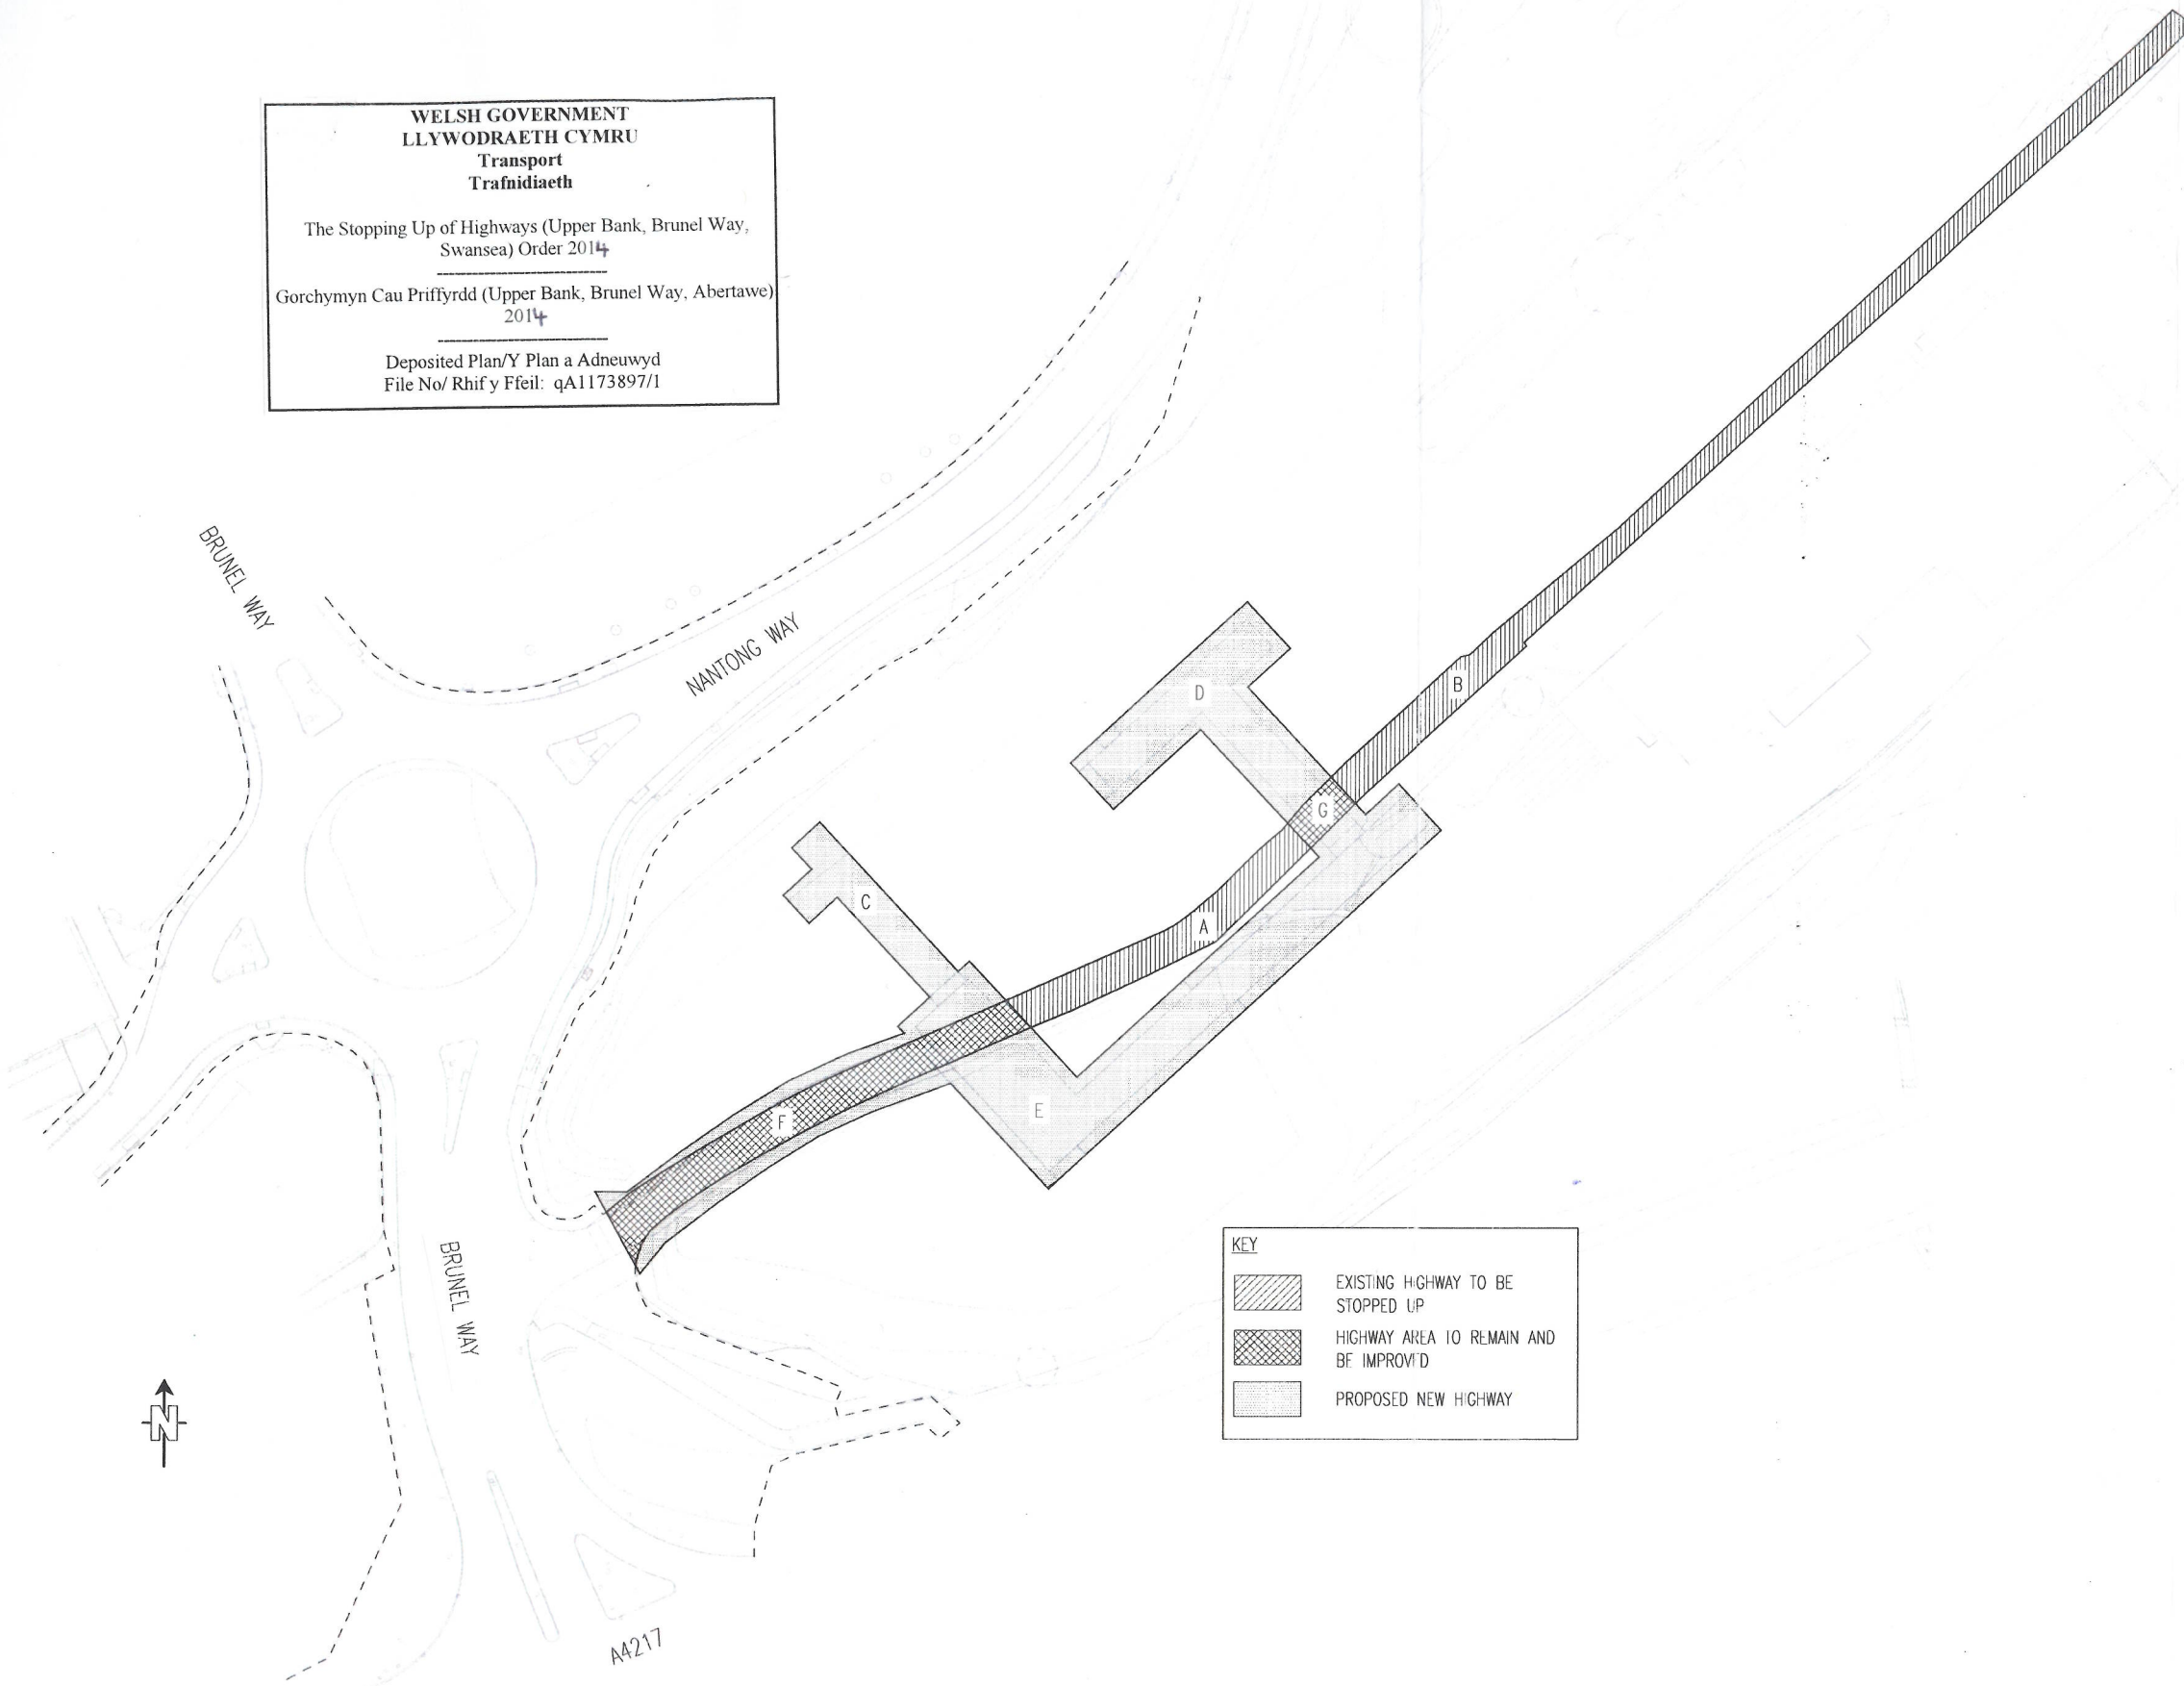 WELSH GOVERNMENT
LLYWODRAETH CYMRU
Transport
Trafnidiaeth
The Stopping Up of Highways (Upper Bank, Brunel Way,
Swansea) Order 2014
Gorchymyn Cau Priffyrdd (Upper Bank, Brunel Way, Abertawe)
2014
Deposited Plan/Y Plan a Adneuwyd
File No/ Rhif y Ffeil: qA1173897/1
BRUNEL WAY
NANTONG WAY
D
B
G
C
A
E
F
BRUNEL WAY
A4217
N
KEY
EXISTING HIGHWAY TO BE
STOPPED UP
HIGHWAY AREA TO REMAIN AND
BE IMPROVED
PROPOSED NEW HIGHWAY